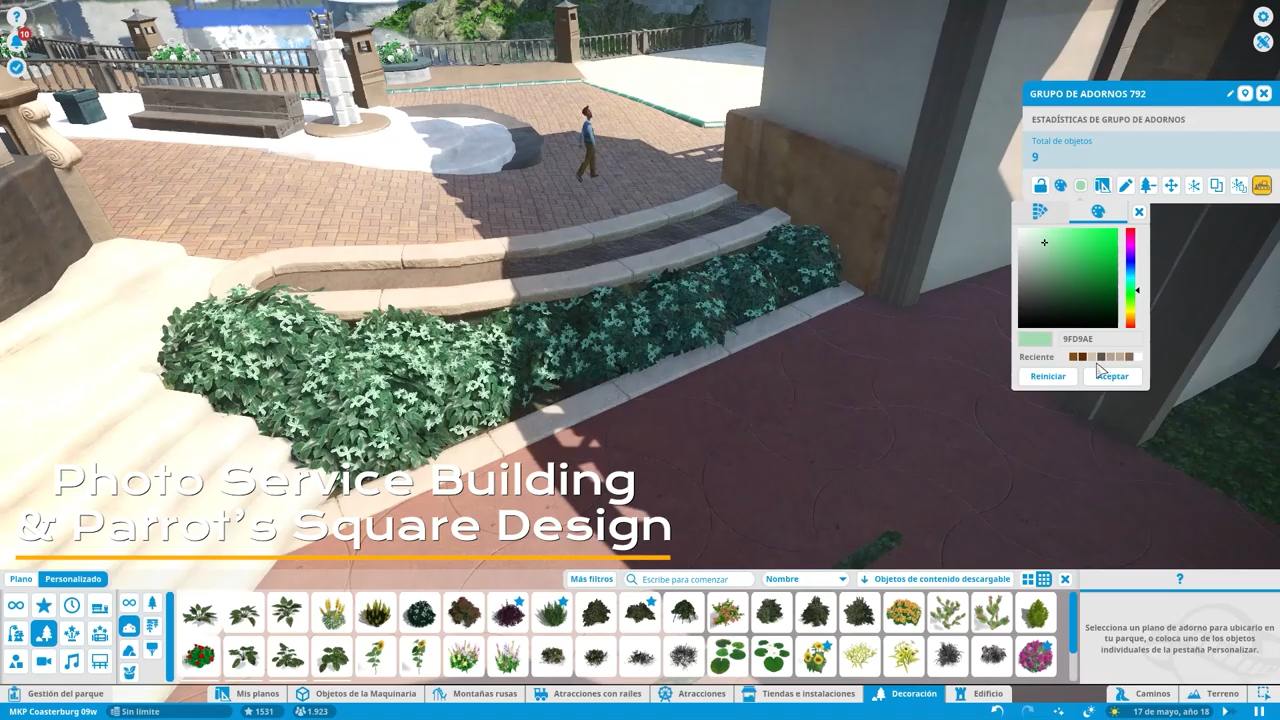 ?
10
GRUPO DE ADORNOS 792
ESTADÍSTICAS DE GRUPO DE ADORNOS
Total de objetos
9
9FD9AE
Reciente
Reiniciar
Aceptar
Photo Service Building
& Parrot's Square Design
Plano
Personalizado
Más filtros
Escribe para comenzar
Nombre
Objetos de contenido descargable
?
Selecciona un plano de adorno para ubicarlo en
tu parque, o coloca uno de los objetos
individuales de la pestaña Personalizar.
Gestión del parque
Mis planos
Objetos de la Maquinaria
Montañas rusas
Atracciones con raíles
Atracciones
Tiendas e instalaciones
Decoración
Edificio
Caminos
Terreno
MKP Coasterburg 09w
Sin límite
1531
1.923
17 de mayo, año 18